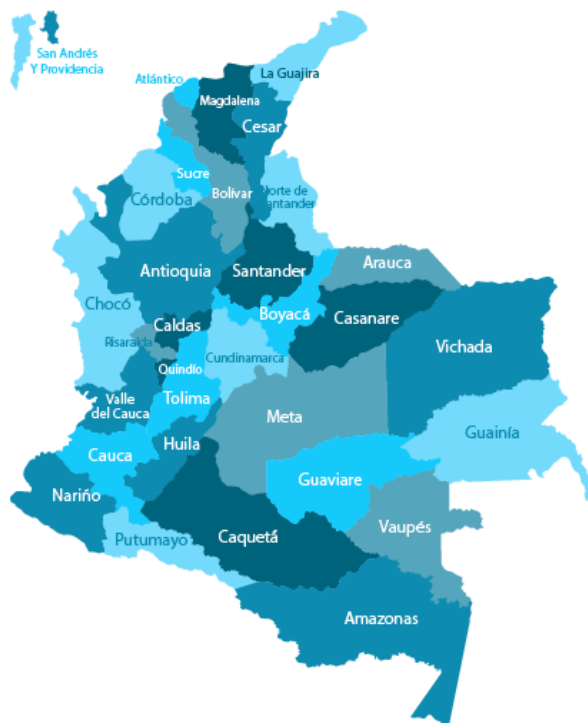 San Andrés
Y Providencia
Atlántico
La Guajira
Magdalena
Cesar
Sucre
Bolívar
Norte de
Santander
Córdoba
Antioquia
Santander
Arauca
Chocó
Caldas
Boyacá
Casanare
Vichada
Risaralda
Cundinamarca
Quindío
Valle
del Cauca
Tolima
Meta
Guainía
Huila
Cauca
Guaviare
Nariño
Vaupés
Putumayo
Caquetá
Amazonas